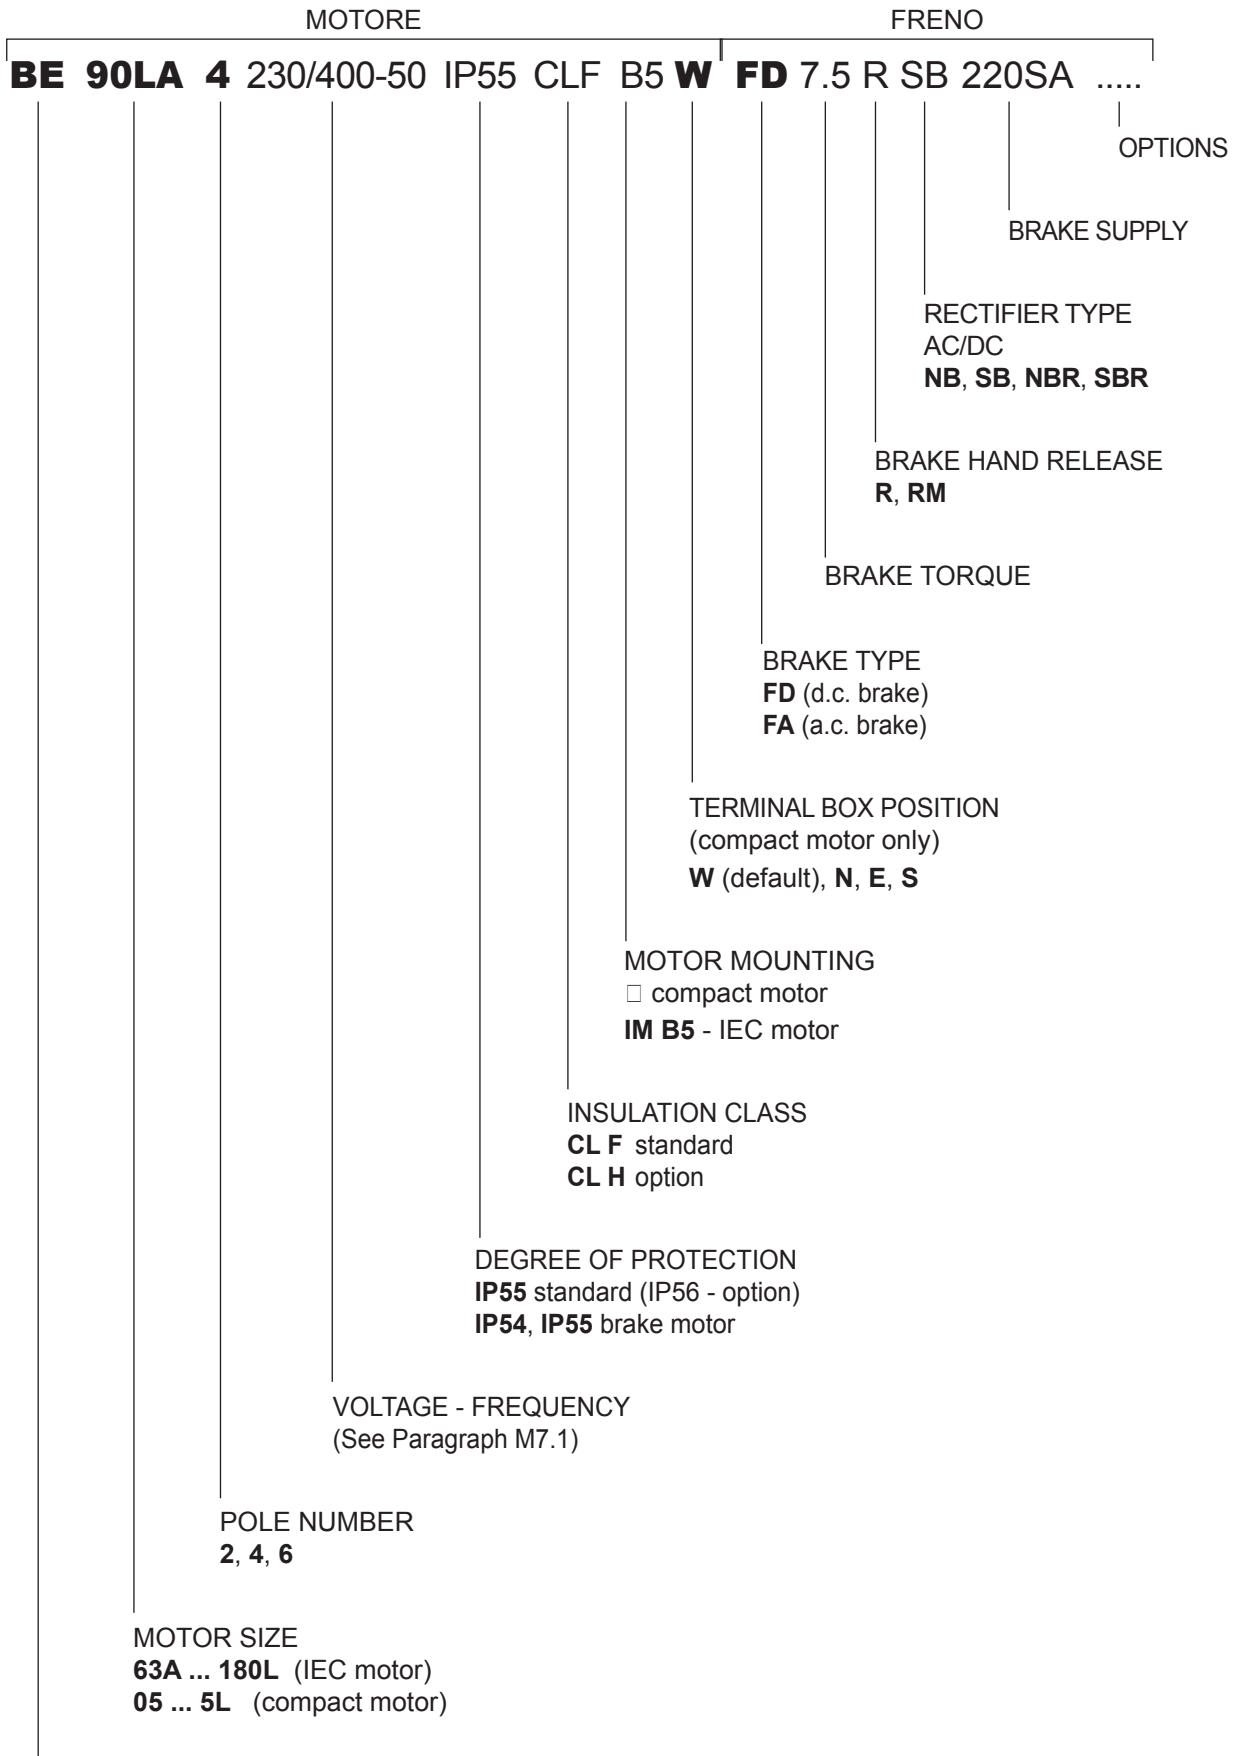 MOTORE FRENO
BE 90LA 4 230/400-50 IP55 CLF B5 W FD 7.5 R SB 220SA .....
OPTIONS
BRAKE SUPPLY
RECTIFIER TYPE
AC/DC
NB, SB, NBR, SBR
BRAKE HAND RELEASE
R, RM
BRAKE TORQUE
BRAKE TYPE
FD (d.c. brake)
FA (a.c. brake)
TERMINAL BOX POSITION
(compact motor only)
W (default), N, E, S
MOTOR MOUNTING
□ compact motor
IM B5 - IEC motor
INSULATION CLASS
CL F standard
CL H option
DEGREE OF PROTECTION
IP55 standard (IP56 - option)
IP54, IP55 brake motor
VOLTAGE - FREQUENCY
(See Paragraph M7.1)
POLE NUMBER
2, 4, 6
MOTOR SIZE
63A ... 180L (IEC motor)
05 ... 5L (compact motor)